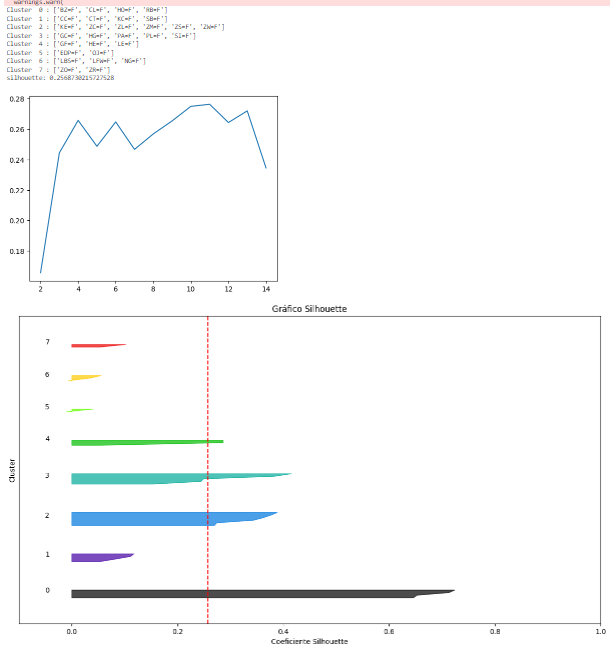 warnings.warn(
Cluster  0 : ['BZ=F', 'CL=F', 'HO=F', 'RB=F']
Cluster  1 : ['CC=F', 'CT=F', 'KC=F', 'SB=F']
Cluster  2 : ['KE=F', 'ZC=F', 'ZL=F', 'ZM=F', 'ZS=F', 'ZW=F']
Cluster  3 : ['GC=F', 'HG=F', 'PA=F', 'PL=F', 'SI=F']
Cluster  4 : ['GF=F', 'HE=F', 'LE=F']
Cluster  5 : ['EDP=F', 'OJ=F']
Cluster  6 : ['LBS=F', 'LFW=F', 'NG=F']
Cluster  7 : ['ZO=F', 'ZR=F']
silhouette: 0.2568730215727528
0.28
0.26
0.24
0.22
0.20
0.18
2 4 6 8 10 12 14
Gráfico Silhouette
7
6
5
4
3
2
1
0
Cluster
0.0 0.2 0.4 0.6 0.8 1.0
Coeficiente Silhouette